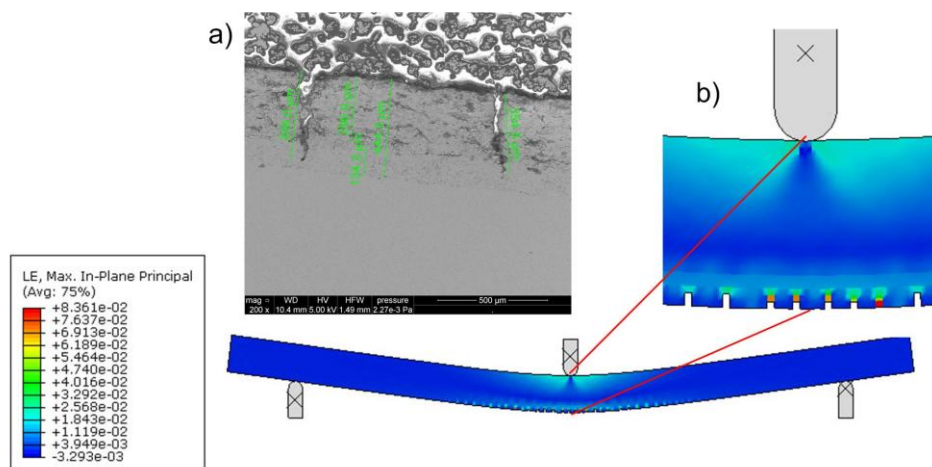 a)
b)
mag ¤ WD HV HFW pressure
200 x 10.4 mm 5.00 kV 1.49 mm 2.27e-3 Pa
500 µm
LE, Max. In-Plane Principal
(Avg: 75%)
+8.361e-02
+7.637e-02
+6.913e-02
+6.189e-02
+5.464e-02
+4.740e-02
+4.016e-02
+3.292e-02
+2.568e-02
+1.843e-02
+1.119e-02
+3.949e-03
-3.293e-03